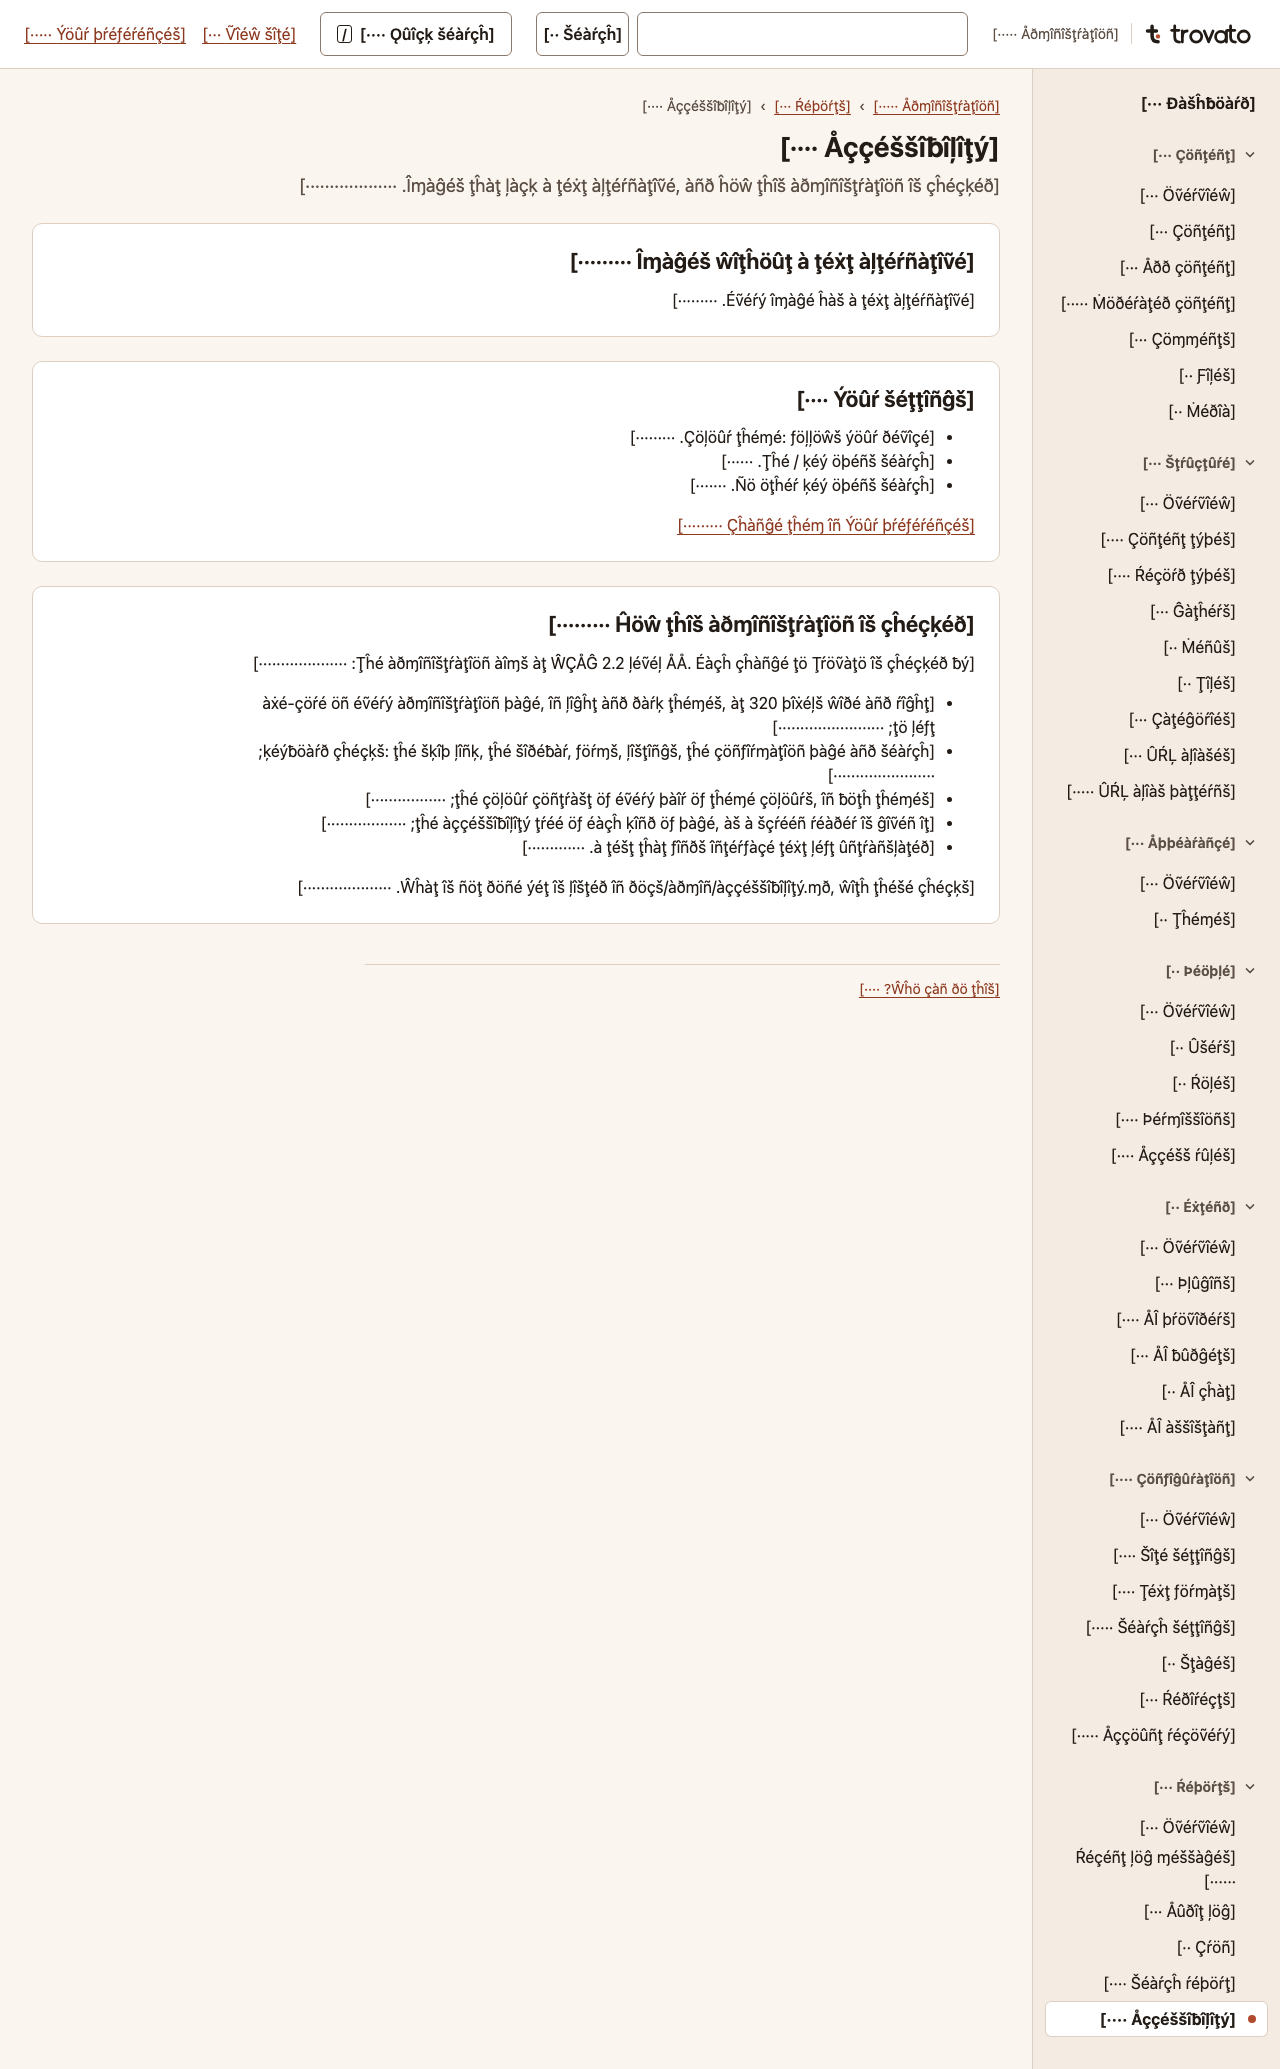 trovato
[Åðɱîñîšţŕàţîöñ ·····]
[Šéàŕçĥ ··]
[Ǫûîçķ šéàŕçĥ ····] /
[Ṽîéŵ šîţé ···]
[Ýöûŕ þŕéƒéŕéñçéš ·····]
[Ðàšĥƀöàŕð ···]
[Çöñţéñţ ···]
[Öṽéŕṽîéŵ ···]
[Çöñţéñţ ···]
[Åðð çöñţéñţ ···]
[Ṁöðéŕàţéð çöñţéñţ ·····]
[Çöɱɱéñţš ···]
[Ƒîļéš ··]
[Ṁéðîà ··]
[Šţŕûçţûŕé ···]
[Öṽéŕṽîéŵ ···]
[Çöñţéñţ ţýþéš ····]
[Ŕéçöŕð ţýþéš ····]
[Ĝàţĥéŕš ···]
[Ṁéñûš ··]
[Ţîļéš ··]
[Çàţéĝöŕîéš ···]
[ÛŔĻ àļîàšéš ···]
[ÛŔĻ àļîàš þàţţéŕñš ·····]
[Åþþéàŕàñçé ···]
[Öṽéŕṽîéŵ ···]
[Ţĥéɱéš ··]
[Þéöþļé ··]
[Öṽéŕṽîéŵ ···]
[Ûšéŕš ··]
[Ŕöļéš ··]
[Þéŕɱîššîöñš ····]
[Åççéšš ŕûļéš ····]
[Éẋţéñð ··]
[Öṽéŕṽîéŵ ···]
[Þļûĝîñš ···]
[ÅÎ þŕöṽîðéŕš ····]
[ÅÎ ƀûðĝéţš ···]
[ÅÎ çĥàţ ··]
[ÅÎ àššîšţàñţ ····]
[Çöñƒîĝûŕàţîöñ ····]
[Öṽéŕṽîéŵ ···]
[Šîţé šéţţîñĝš ····]
[Ţéẋţ ƒöŕɱàţš ····]
[Šéàŕçĥ šéţţîñĝš ·····]
[Šţàĝéš ··]
[Ŕéðîŕéçţš ···]
[Åççöûñţ ŕéçöṽéŕý ·····]
[Ŕéþöŕţš ···]
[Öṽéŕṽîéŵ ···]
[Ŕéçéñţ ļöĝ ɱéššàĝéš
······]
[Åûðîţ ļöĝ ···]
[Çŕöñ ··]
[Šéàŕçĥ ŕéþöŕţ ····]
[Åççéššîƀîļîţý ····]
[Åðɱîñîšţŕàţîöñ ·····] › [Ŕéþöŕţš ···] › [Åççéššîƀîļîţý ····]
[Åççéššîƀîļîţý ····]
[Îɱàĝéš ţĥàţ ļàçķ à ţéẋţ àļţéŕñàţîṽé, àñð ĥöŵ ţĥîš àðɱîñîšţŕàţîöñ îš çĥéçķéð. ···················]
[Îɱàĝéš ŵîţĥöûţ à ţéẋţ àļţéŕñàţîṽé ·········]
[Éṽéŕý îɱàĝé ĥàš à ţéẋţ àļţéŕñàţîṽé. ·········]
[Ýöûŕ šéţţîñĝš ····]
• [Çöļöûŕ ţĥéɱé: ƒöļļöŵš ýöûŕ ðéṽîçé. ·········]
• [Ţĥé / ķéý öþéñš šéàŕçĥ. ······]
• [Ñö öţĥéŕ ķéý öþéñš šéàŕçĥ. ·······]
[Çĥàñĝé ţĥéɱ îñ Ýöûŕ þŕéƒéŕéñçéš ·········]
[Ĥöŵ ţĥîš àðɱîñîšţŕàţîöñ îš çĥéçķéð ·········]
[Ţĥé àðɱîñîšţŕàţîöñ àîɱš àţ ŴÇÅĜ 2.2 ļéṽéļ ÅÅ. Éàçĥ çĥàñĝé ţö Ţŕöṽàţö îš çĥéçķéð ƀý: ···················]
• [àẋé-çöŕé öñ éṽéŕý àðɱîñîšţŕàţîöñ þàĝé, îñ ļîĝĥţ àñð ðàŕķ ţĥéɱéš, àţ 320 þîẋéļš ŵîðé àñð ŕîĝĥţ
ţö ļéƒţ; ························]
• [ķéýƀöàŕð çĥéçķš: ţĥé šķîþ ļîñķ, ţĥé šîðéƀàŕ, ƒöŕɱš, ļîšţîñĝš, ţĥé çöñƒîŕɱàţîöñ þàĝé àñð šéàŕçĥ;
·······················]
• [ţĥé çöļöûŕ çöñţŕàšţ öƒ éṽéŕý þàîŕ öƒ ţĥéɱé çöļöûŕš, îñ ƀöţĥ ţĥéɱéš; ·················]
• [ţĥé àççéššîƀîļîţý ţŕéé öƒ éàçĥ ķîñð öƒ þàĝé, àš à šçŕééñ ŕéàðéŕ îš ĝîṽéñ îţ; ··················]
• [à ţéšţ ţĥàţ ƒîñðš îñţéŕƒàçé ţéẋţ ļéƒţ ûñţŕàñšļàţéð. ·············]
[Ŵĥàţ îš ñöţ ðöñé ýéţ îš ļîšţéð îñ ðöçš/àðɱîñ/àççéššîƀîļîţý.ɱð, ŵîţĥ ţĥéšé çĥéçķš. ····················]
[Ŵĥö çàñ ðö ţĥîš? ····]